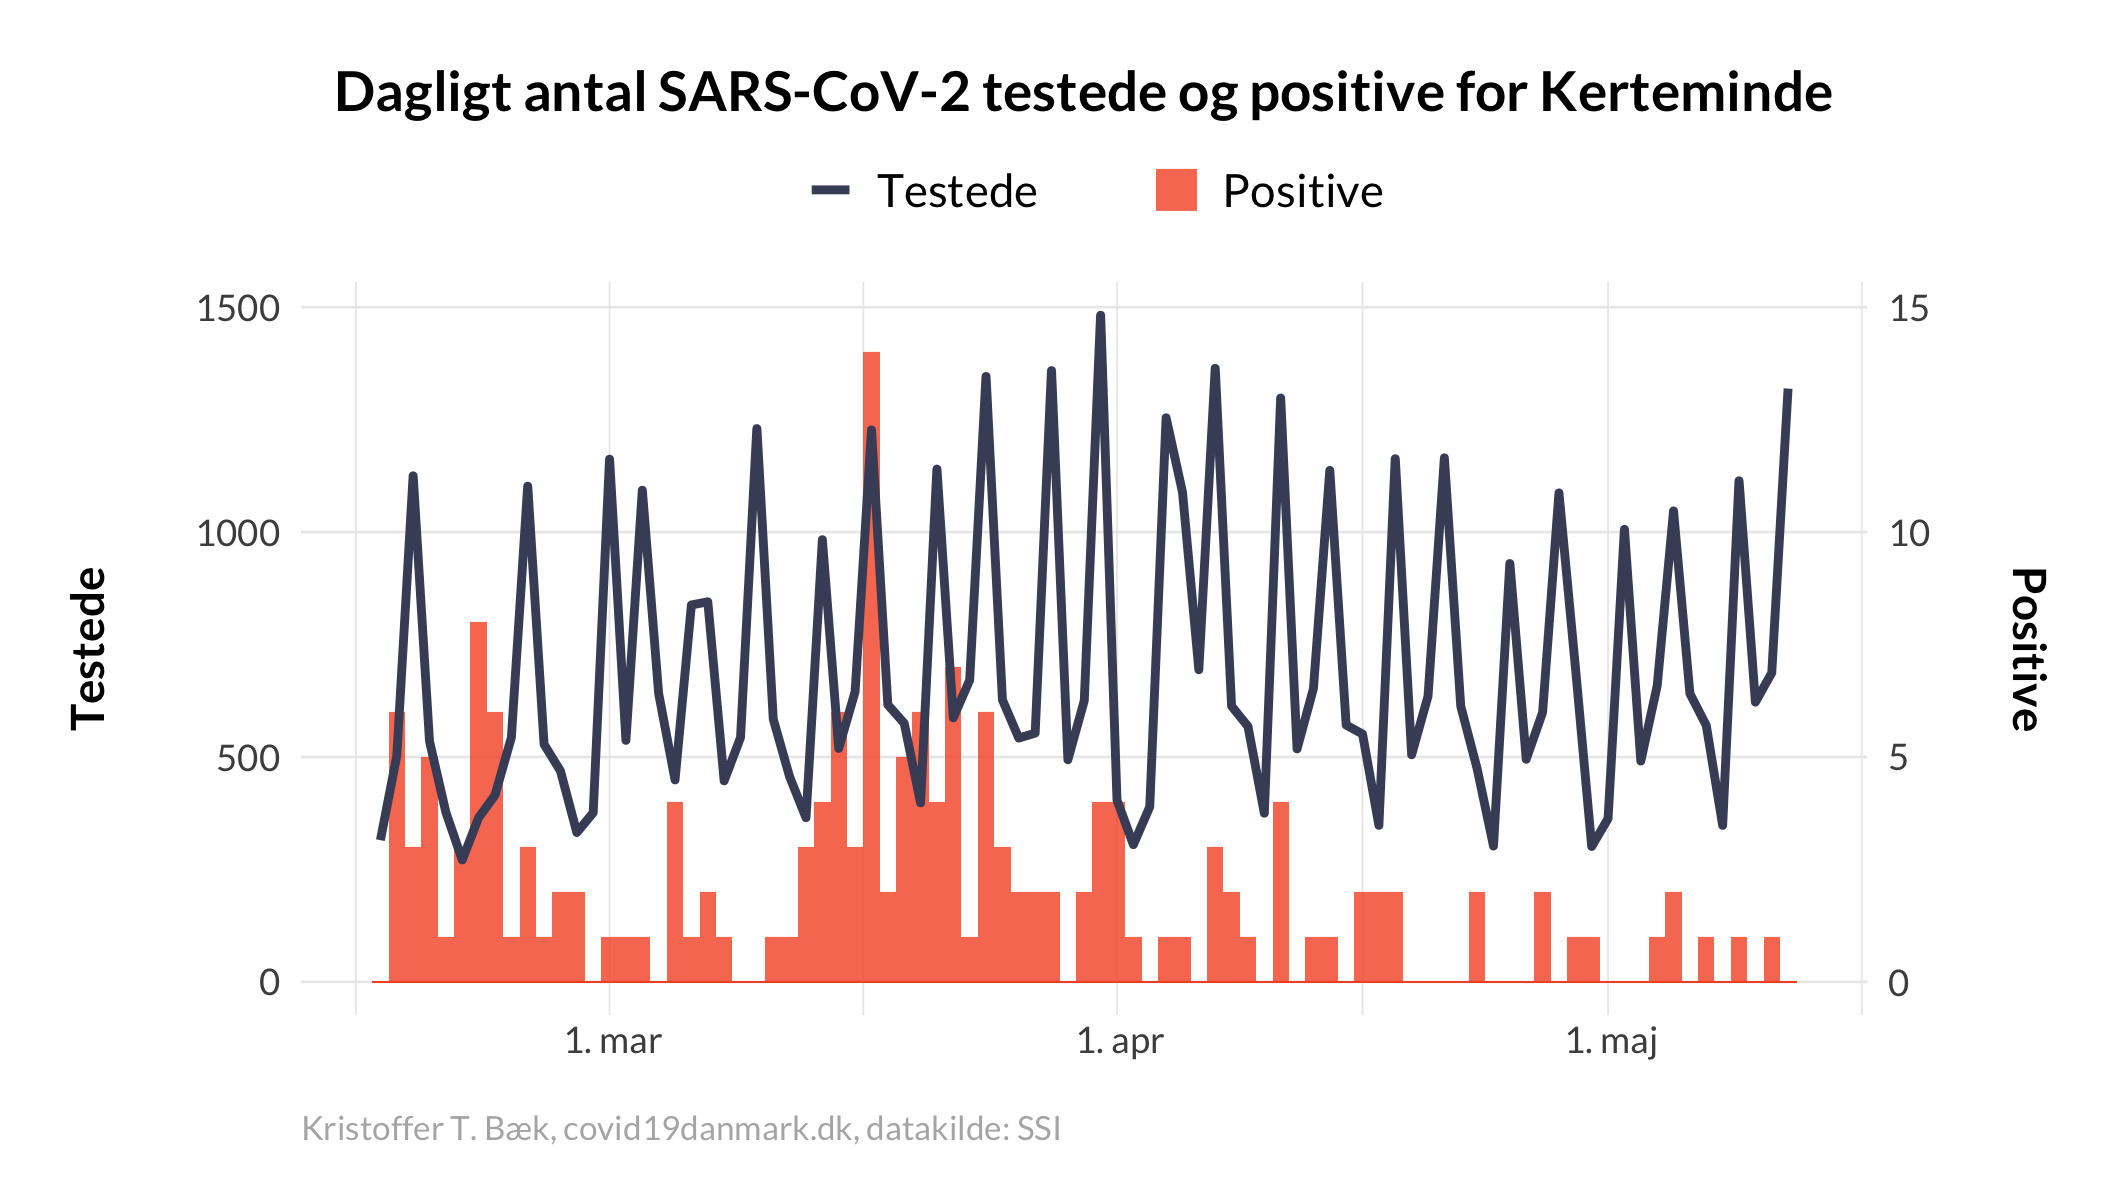 Dagligt antal SARS-CoV-2 testede og positive for Kerteminde
Testede
Positive
1500
1000
500
0
15
10
5
0
Testede
Positive
1. mar
1. apr
1. maj
Kristoffer T. Bæk, covid19danmark.dk, datakilde: SSI